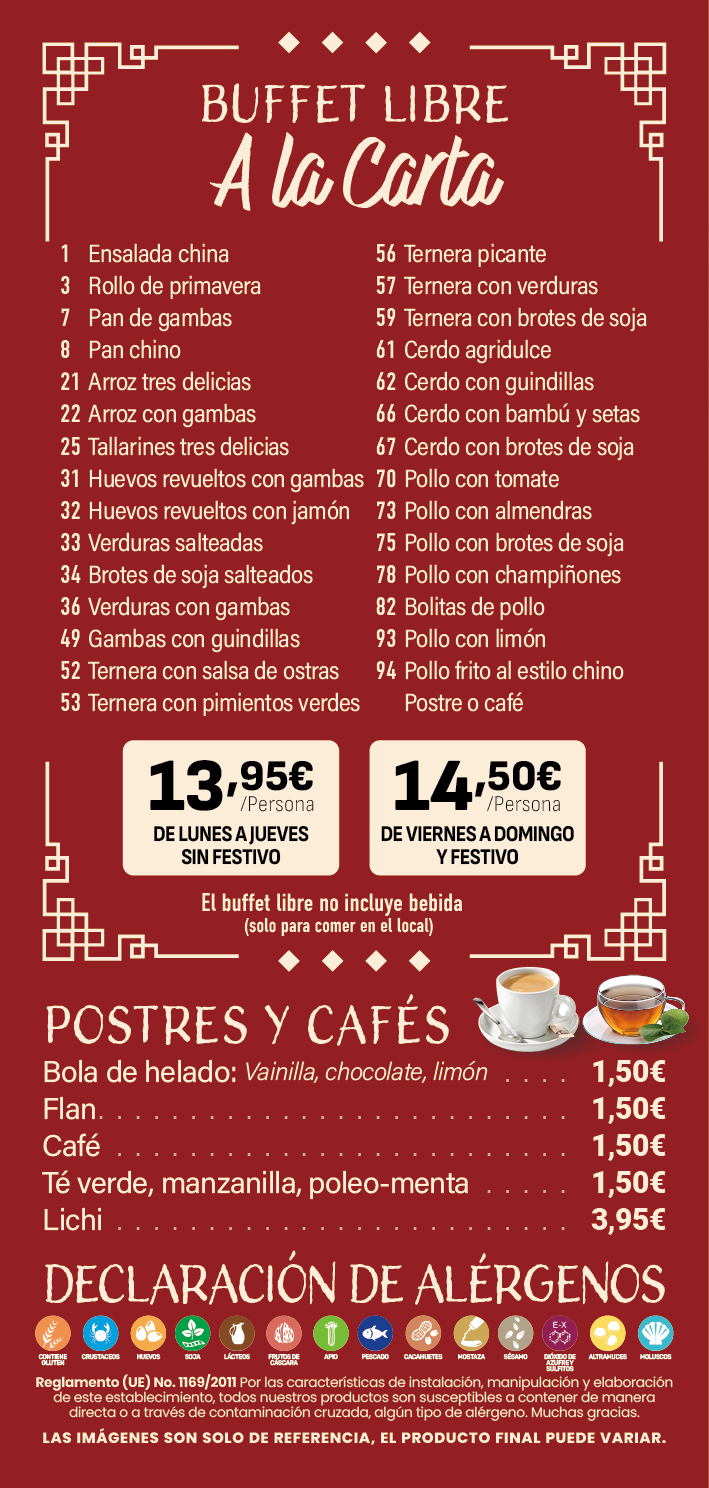 BUFFET LIBRE
A la Carta
1 Ensalada china
3 Rollo de primavera
7 Pan de gambas
8 Pan chino
21 Arroz tres delicias
22 Arroz con gambas
25 Tallarines tres delicias
31 Huevos revueltos con gambas
32 Huevos revueltos con jamón
33 Verduras salteadas
34 Brotes de soja salteados
36 Verduras con gambas
49 Gambas con guindillas
52 Ternera con salsa de ostras
53 Ternera con pimientos verdes
56 Ternera picante
57 Ternera con verduras
59 Ternera con brotes de soja
61 Cerdo agridulce
62 Cerdo con guindillas
66 Cerdo con bambú y setas
67 Cerdo con brotes de soja
70 Pollo con tomate
73 Pollo con almendras
75 Pollo con brotes de soja
78 Pollo con champiñones
82 Bolitas de pollo
93 Pollo con limón
94 Pollo frito al estilo chino
Postre o café
13,95€
/Persona
DE LUNES A JUEVES
SIN FESTIVO
14,50€
/Persona
DE VIERNES A DOMINGO
Y FESTIVO
El buffet libre no incluye bebida
(solo para comer en el local)
POSTRES Y CAFÉS
Bola de helado: Vainilla, chocolate, limón . . . . 1,50€
Flan. . . . . . . . . . . . . . . . . . . . . . . . . 1,50€
Café . . . . . . . . . . . . . . . . . . . . . . . . 1,50€
Té verde, manzanilla, poleo-menta . . . . . 1,50€
Lichi . . . . . . . . . . . . . . . . . . . . . . . . 3,95€
DECLARACIÓN DE ALÉRGENOS
E-X
CONTIENE
GLUTEN
CRUSTACEOS
HUEVOS
SOJA
LÁCTEOS
FRUTOS DE
CÁSCARA
APIO
PESCADO
CACAHUETES
MOSTAZA
SÉSAMO
DIÓXIDO DE
AZUFRE Y
SULFITOS
ALTRAMUCES
MOLUSCOS
Reglamento (UE) No. 1169/2011 Por las características de instalación, manipulación y elaboración
de este establecimiento, todos nuestros productos son susceptibles a contener de manera
directa o a través de contaminación cruzada, algún tipo de alérgeno. Muchas gracias.
LAS IMÁGENES SON SOLO DE REFERENCIA, EL PRODUCTO FINAL PUEDE VARIAR.